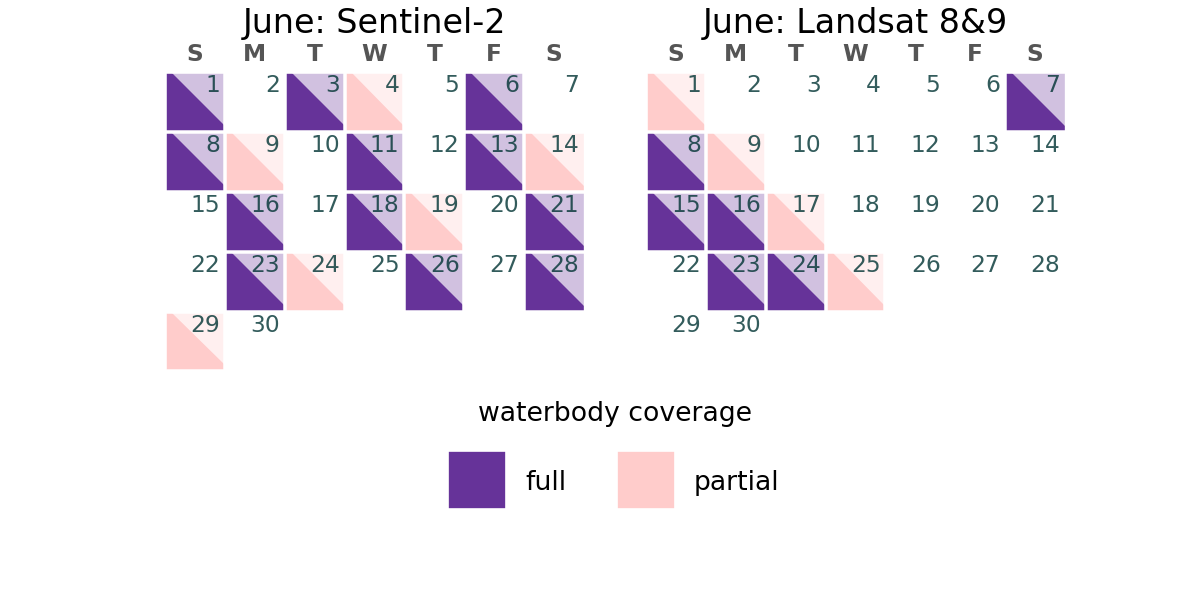 June: Sentinel-2
S M T W T F S
1 2 3 4 5 6 7
8 9 10 11 12 13 14
15 16 17 18 19 20 21
22 23 24 25 26 27 28
29 30
June: Landsat 8&9
S M T W T F S
1 2 3 4 5 6 7
8 9 10 11 12 13 14
15 16 17 18 19 20 21
22 23 24 25 26 27 28
29 30
waterbody coverage
full partial